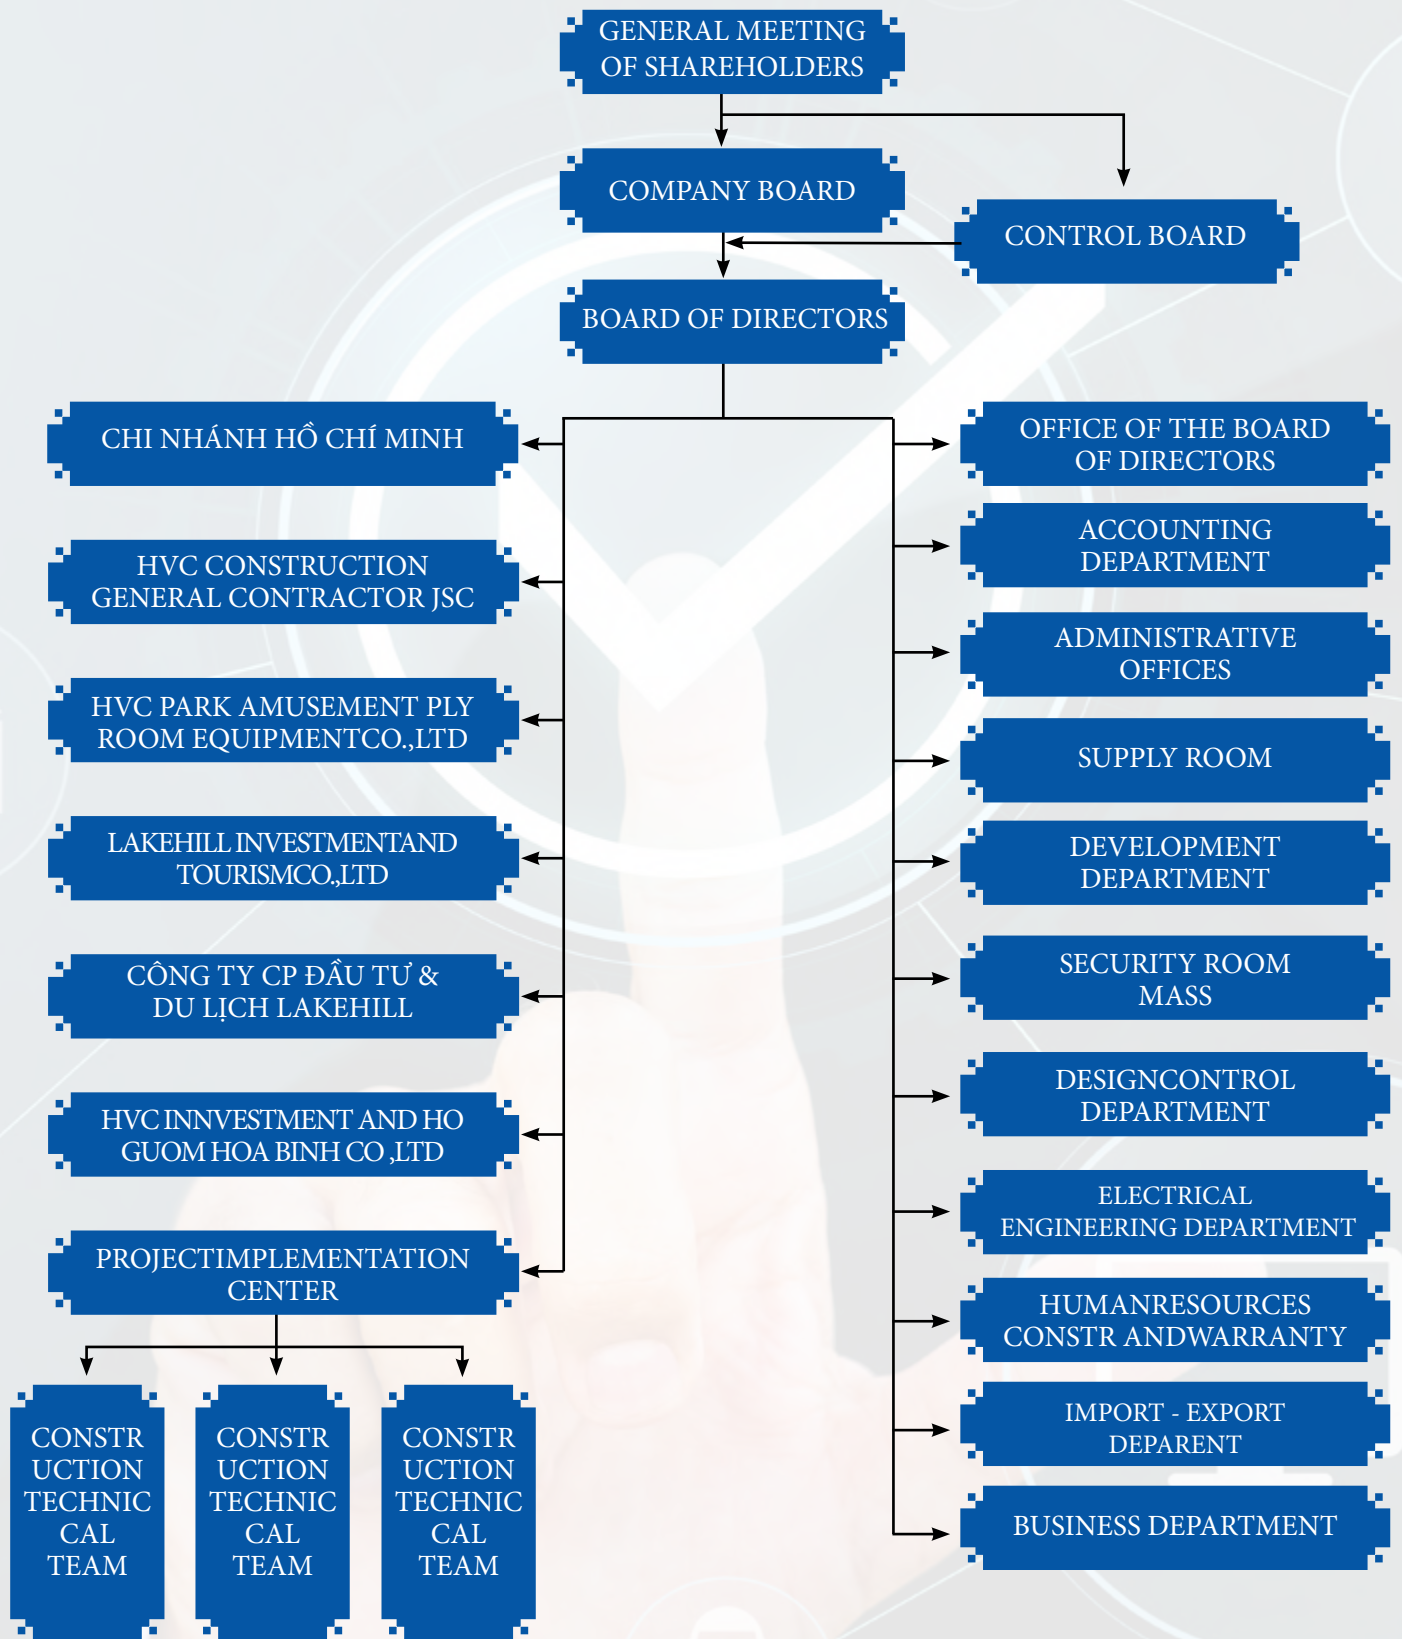 GENERAL MEETING
OF SHAREHOLDERS
COMPANY BOARD
CONTROL BOARD
BOARD OF DIRECTORS
CHI NHÁNH HỒ CHÍ MINH
HVC CONSTRUCTION
GENERAL CONTRACTOR JSC
HVC PARK AMUSEMENT PLY
ROOM EQUIPMENTCO.,LTD
LAKEHILL INVESTMENTAND
TOURISMCO.,LTD
CÔNG TY CP ĐẦU TƯ &
DU LỊCH LAKEHILL
HVC INNVESTMENT AND HO
GUOM HOA BINH CO ,LTD
PROJECTIMPLEMENTATION
CENTER
CONSTR
UCTION
TECHNIC
CAL
TEAM
CONSTR
UCTION
TECHNIC
CAL
TEAM
CONSTR
UCTION
TECHNIC
CAL
TEAM
OFFICE OF THE BOARD
OF DIRECTORS
ACCOUNTING
DEPARTMENT
ADMINISTRATIVE
OFFICES
SUPPLY ROOM
DEVELOPMENT
DEPARTMENT
SECURITY ROOM
MASS
DESIGNCONTROL
DEPARTMENT
ELECTRICAL
ENGINEERING DEPARTMENT
HUMANRESOURCES
CONSTR ANDWARRANTY
IMPORT - EXPORT
DEPARENT
BUSINESS DEPARTMENT